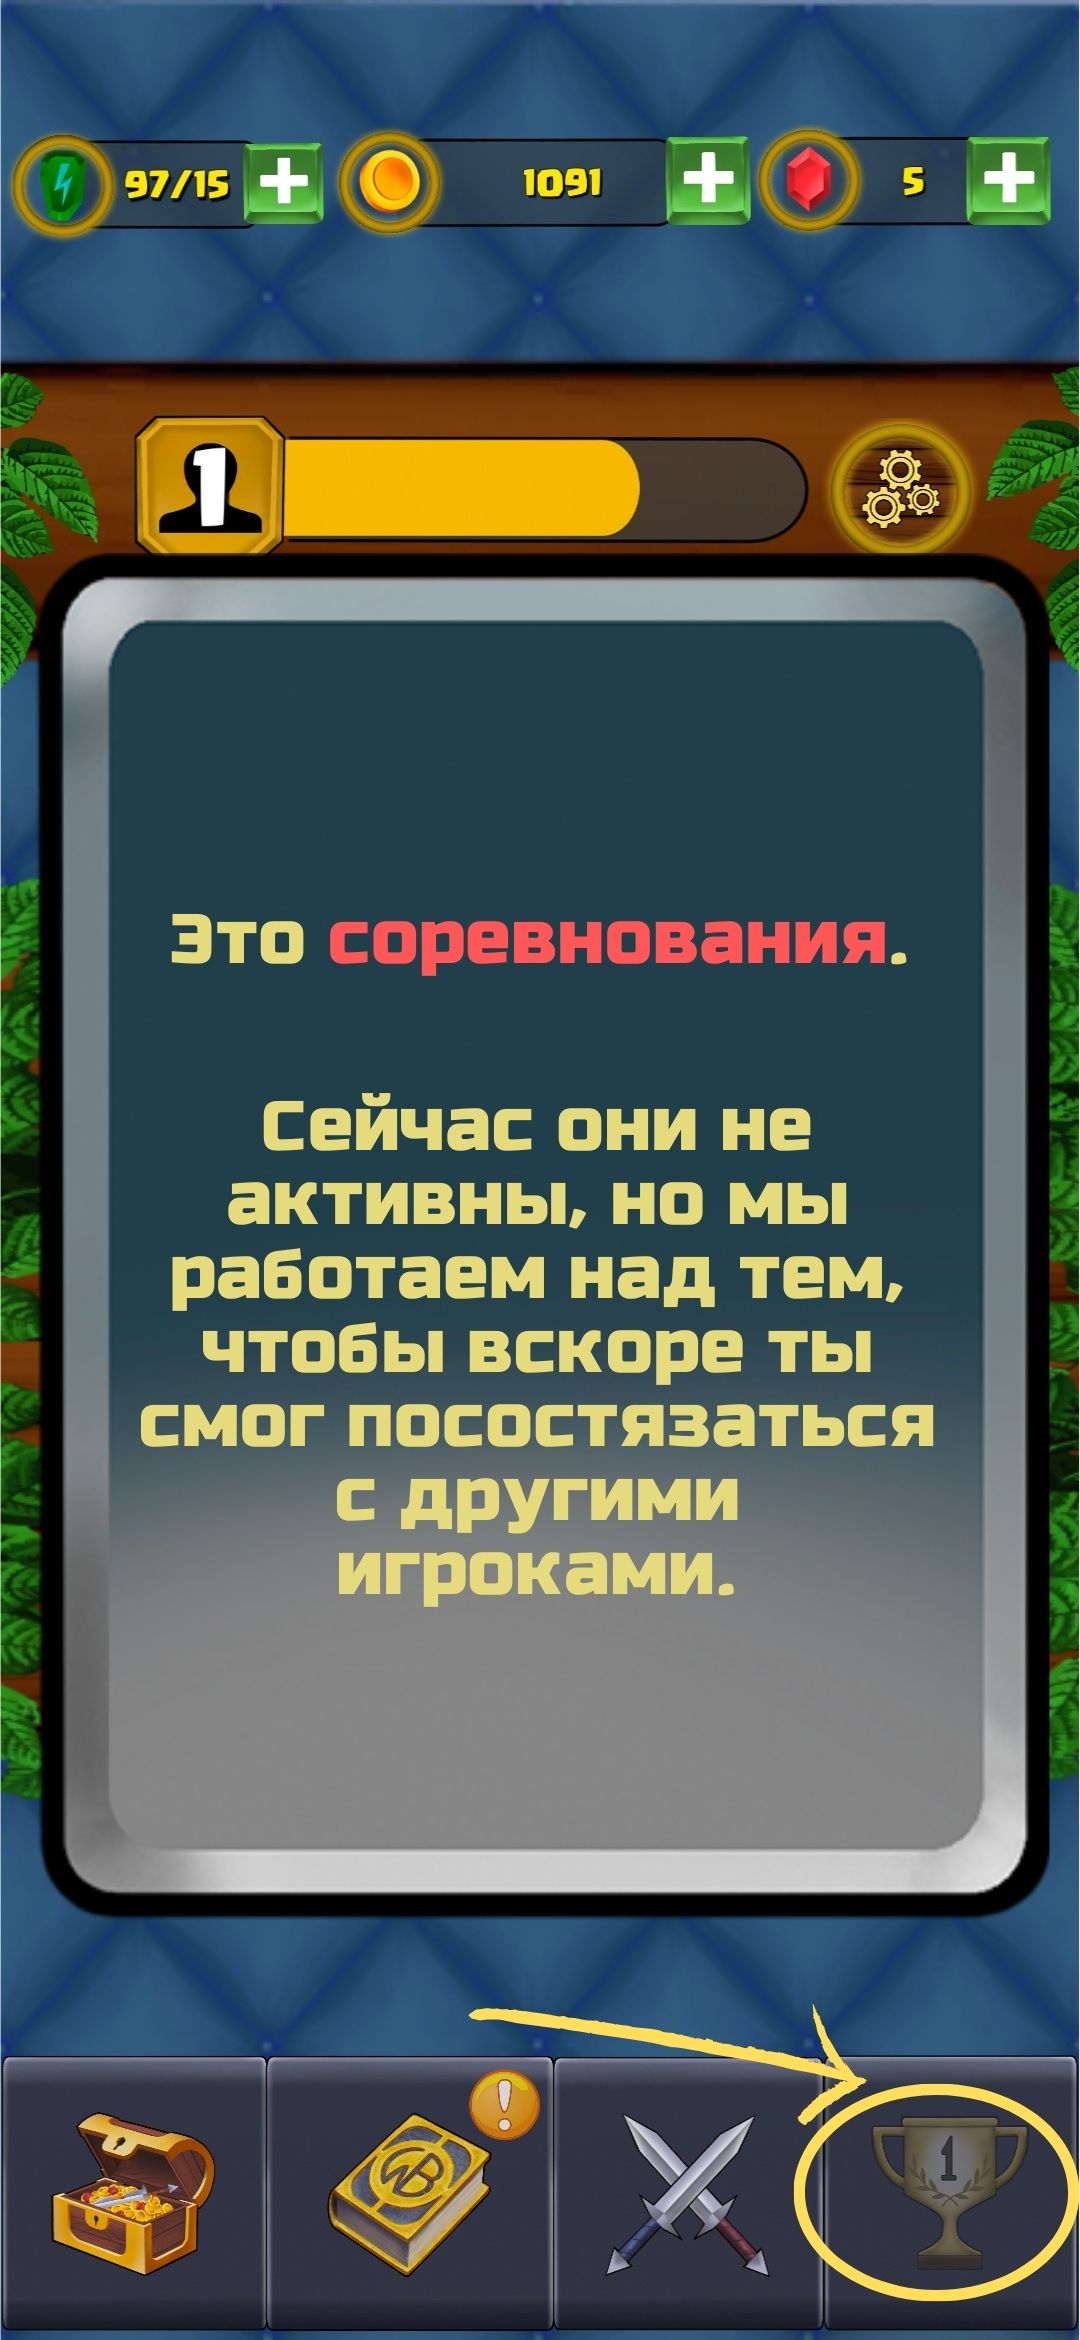 97/15 1091 5
1
Это соревнования.
Сейчас они не
активны, но мы
работаем над тем,
чтобы вскоре ты
смог посостязаться
с другими
игроками.
!
WB
1